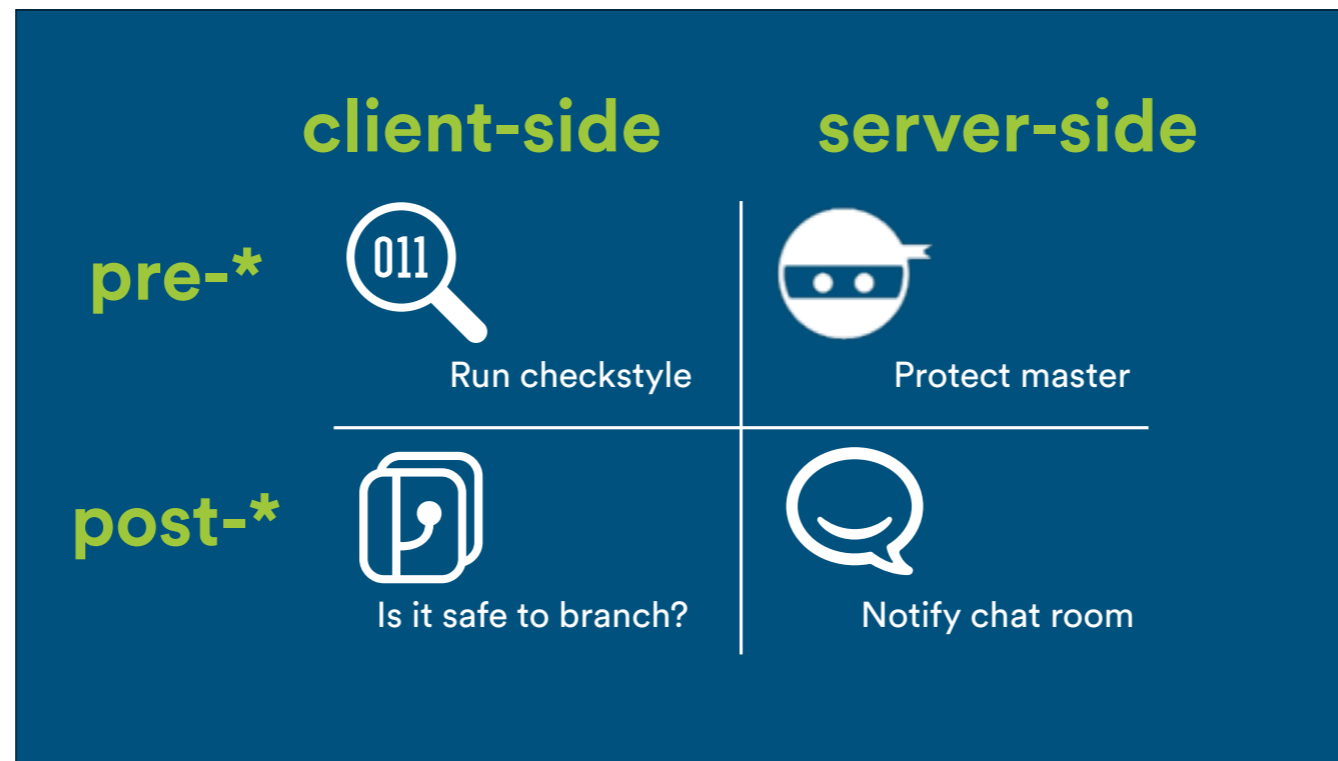 client-side server-side
pre-*
011
Run checkstyle
Protect master
post-*
Is it safe to branch?
Notify chat room